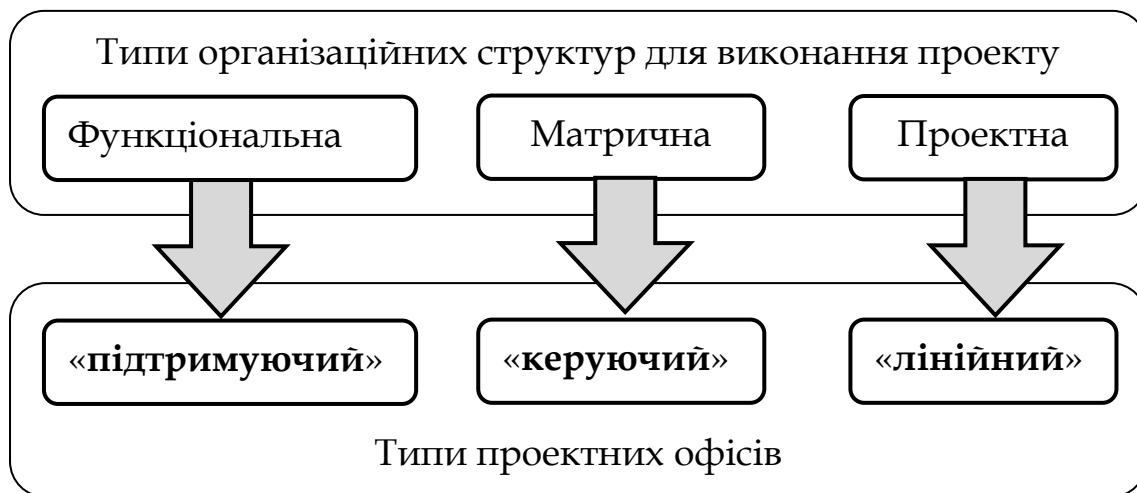 Типи організаційних структур для виконання проекту
Функціональна
Матрична
Проектна
«підтримуючий»
«керуючий»
«лінійний»
Типи проектних офісів